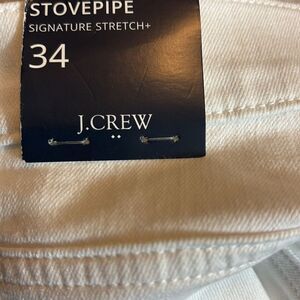 STOVEPIPE
SIGNATURE STRETCH+
34
J.CREW